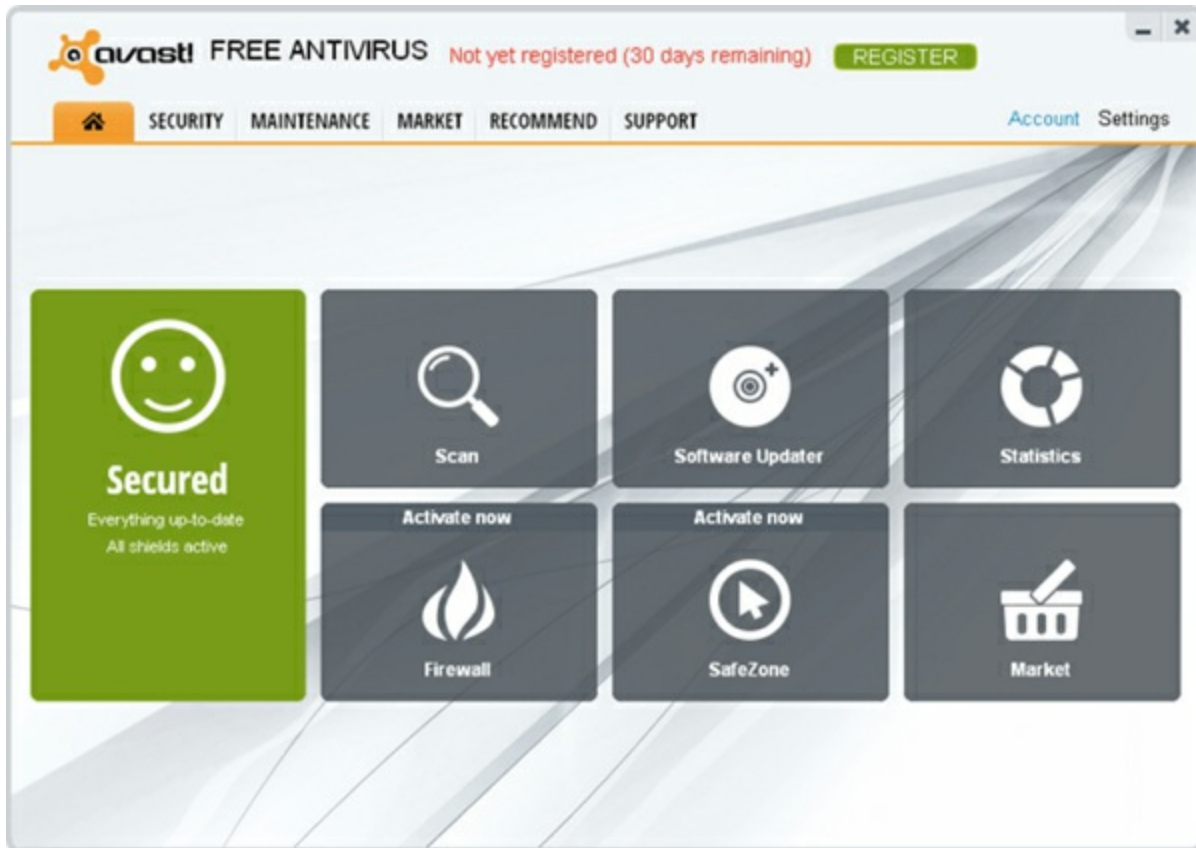 avast! FREE ANTIVIRUS Not yet registered (30 days remaining) REGISTER
SECURITY MAINTENANCE MARKET RECOMMEND SUPPORT Account Settings
Secured
Everything up-to-date
All shields active
Scan
Software Updater
Statistics
Activate now
Firewall
Activate now
SafeZone
Market